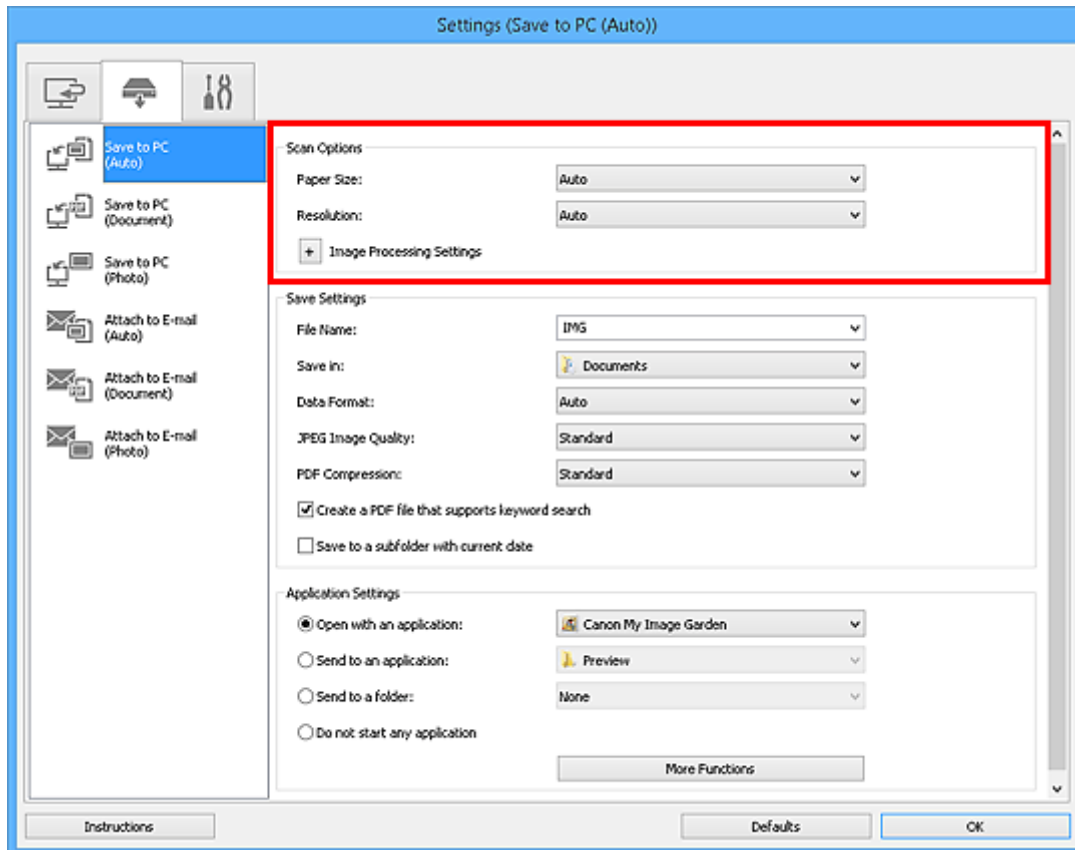 Settings (Save to PC (Auto))
Save to PC
(Auto)
Save to PC
(Document)
Save to PC
(Photo)
Attach to E-mail
(Auto)
Attach to E-mail
(Document)
Attach to E-mail
(Photo)
Scan Options
Paper Size: Auto
Resolution: Auto
+ Image Processing Settings
Save Settings
File Name: IMG
Save in: Documents
Data Format: Auto
JPEG Image Quality: Standard
PDF Compression: Standard
Create a PDF file that supports keyword search
Save to a subfolder with current date
Application Settings
Open with an application: Canon My Image Garden
Send to an application: Preview
Send to a folder: None
Do not start any application
More Functions
Instructions Defaults OK